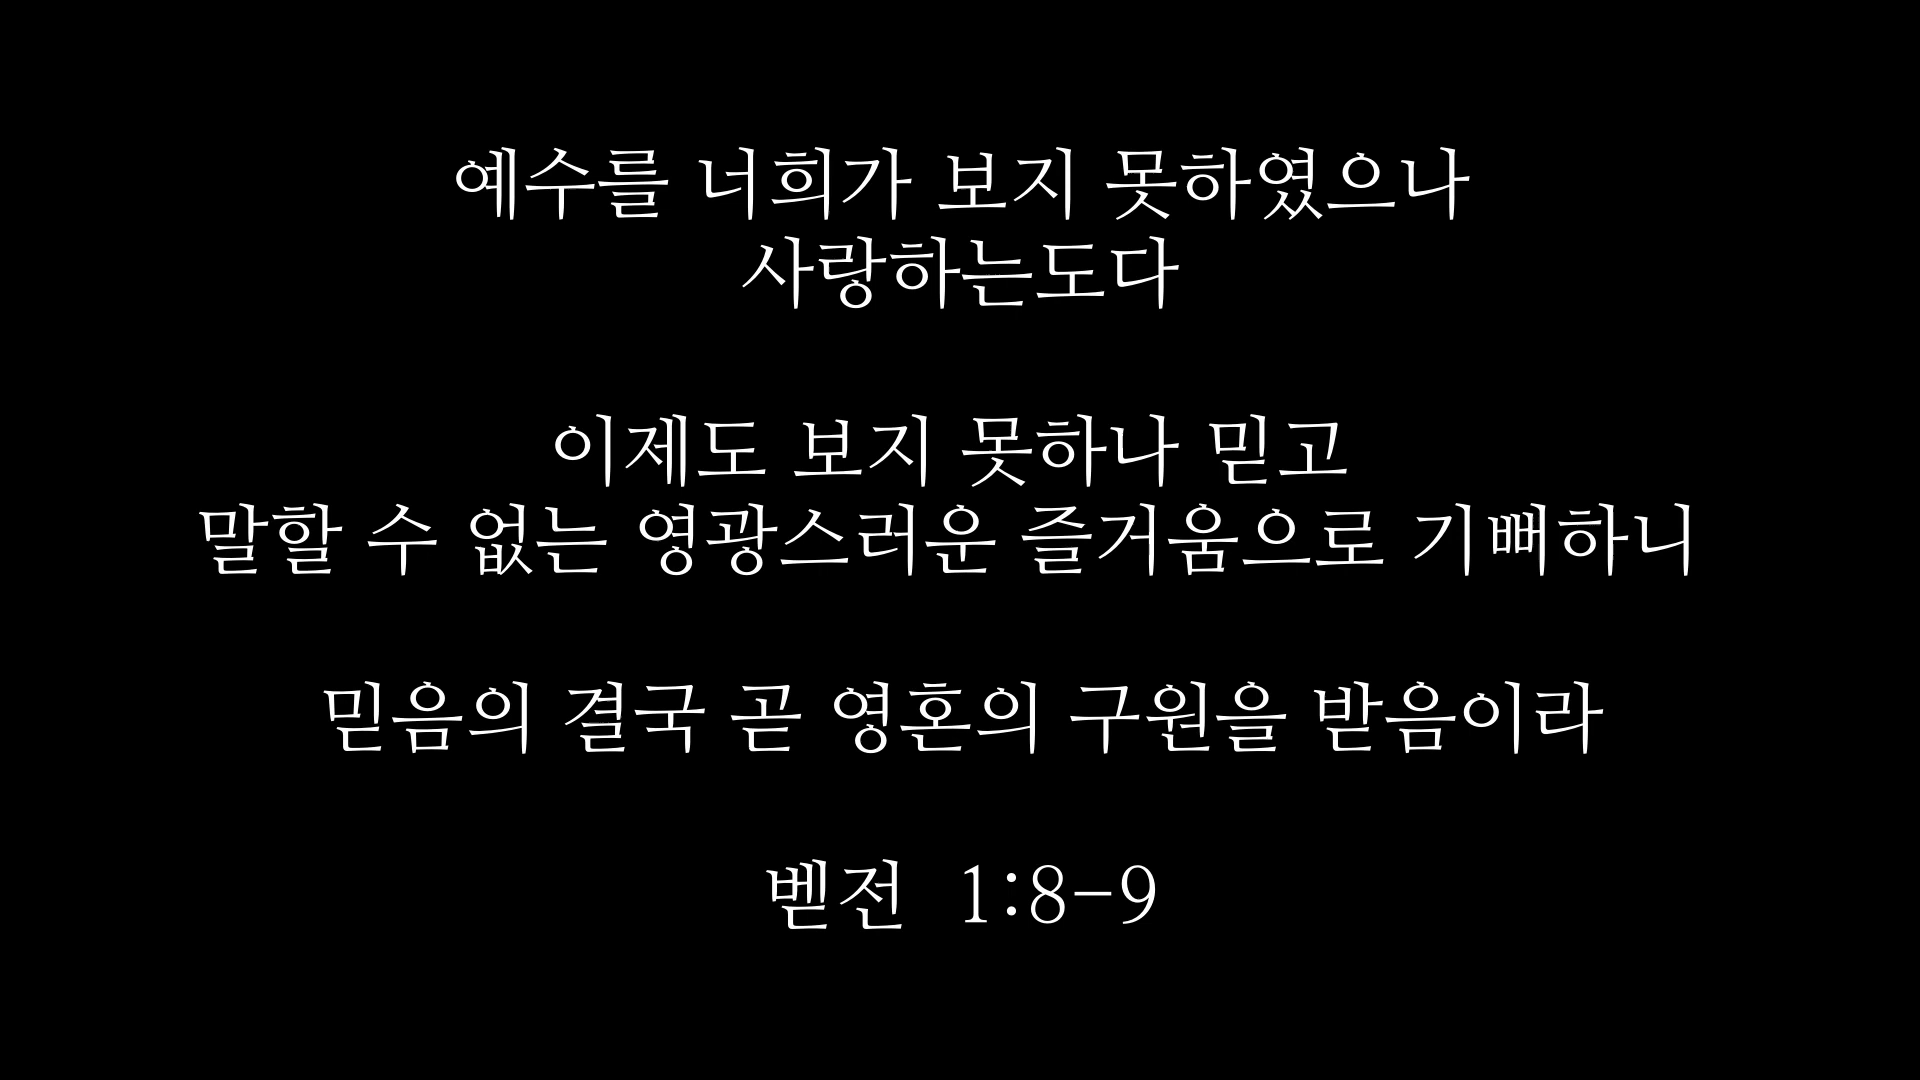 예수를 너희가 보지 못하였으나
사랑하는도다
이제도 보지 못하나 믿고
말할 수 없는 영광스러운 즐거움으로 기뻐하니
믿음의 결국 곧 영혼의 구원을 받음이라
벧전 1:8-9